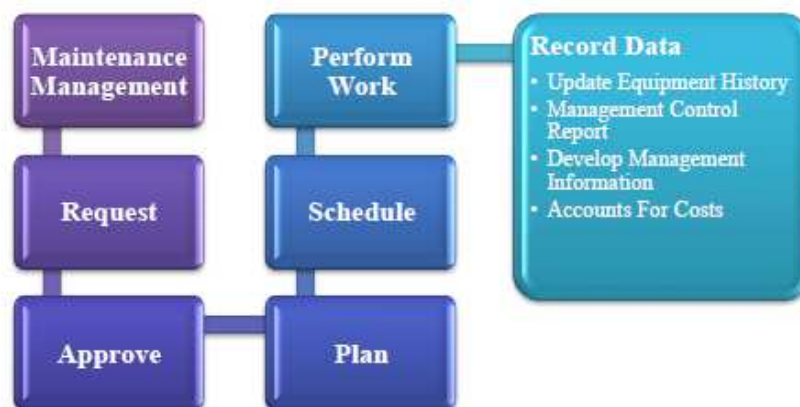 Maintenance
Management
Request
Approve
Plan
Schedule
Perform
Work
Record Data
• Update Equipment History
• Management Control
Report
• Develop Management
Information
• Accounts For Costs